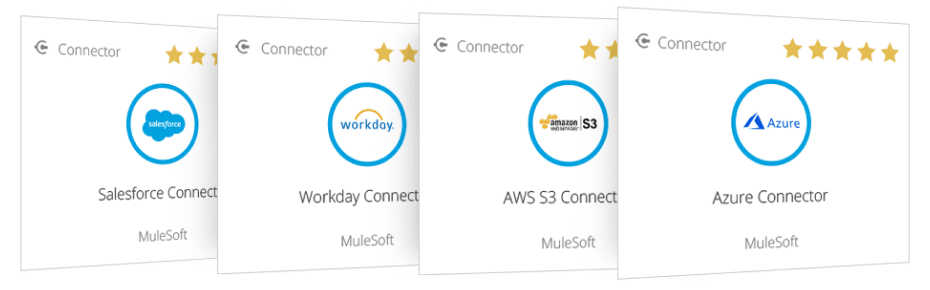 Connector
salesforce
Salesforce Connect
MuleSoft
Connector
workday.
Workday Connect
MuleSoft
Connector
amazon
web services
S3
AWS S3 Connect
MuleSoft
Connector
Azure
Azure Connector
MuleSoft